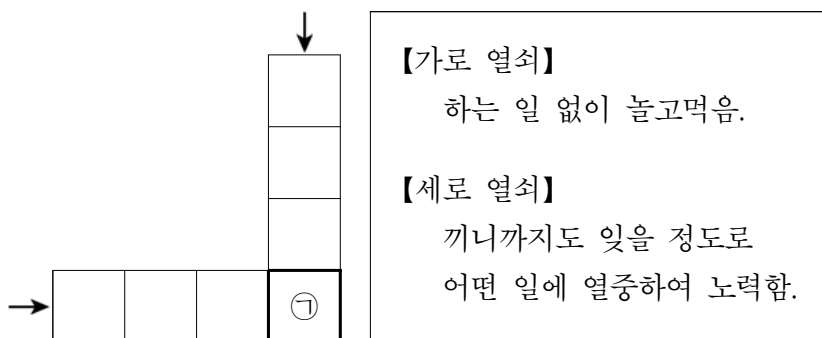 ㉠
【가로 열쇠】
하는 일 없이 놀고먹음.
【세로 열쇠】
끼니까지도 잊을 정도로
어떤 일에 열중하여 노력함.